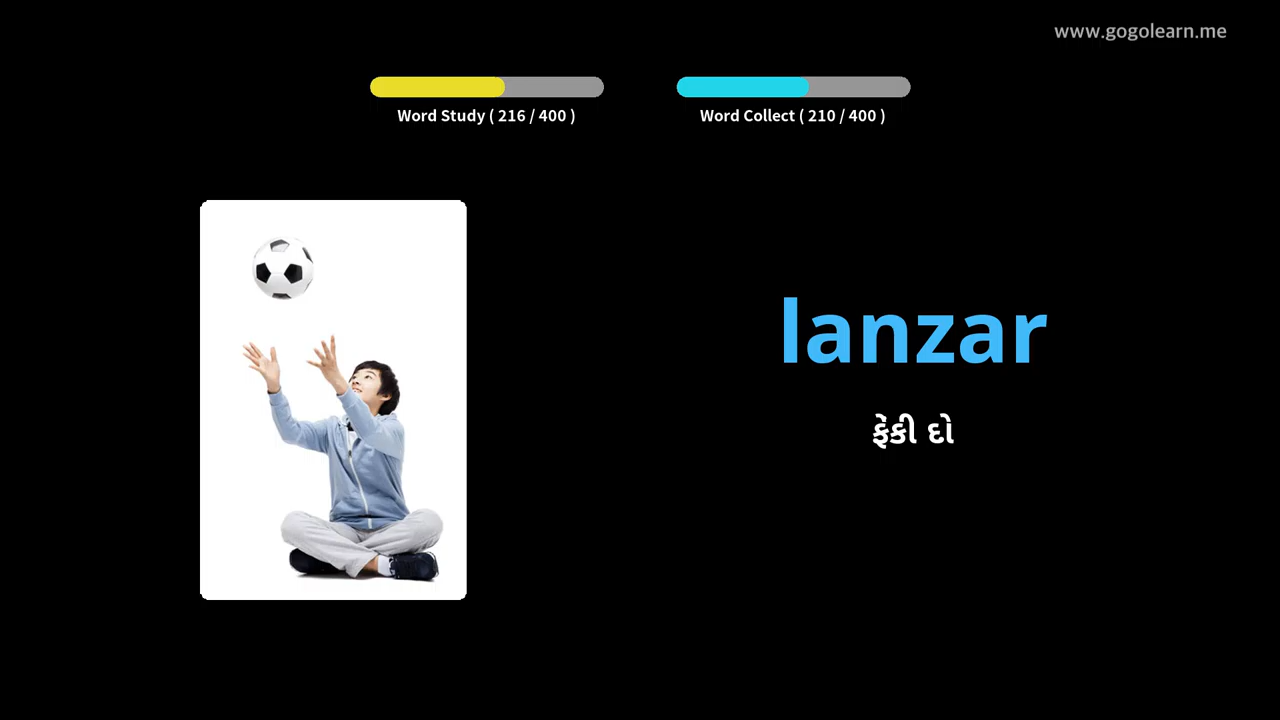 www.gogolearn.me
Word Study ( 216 / 400 )
Word Collect ( 210 / 400 )
lanzar
ફેંકી દો